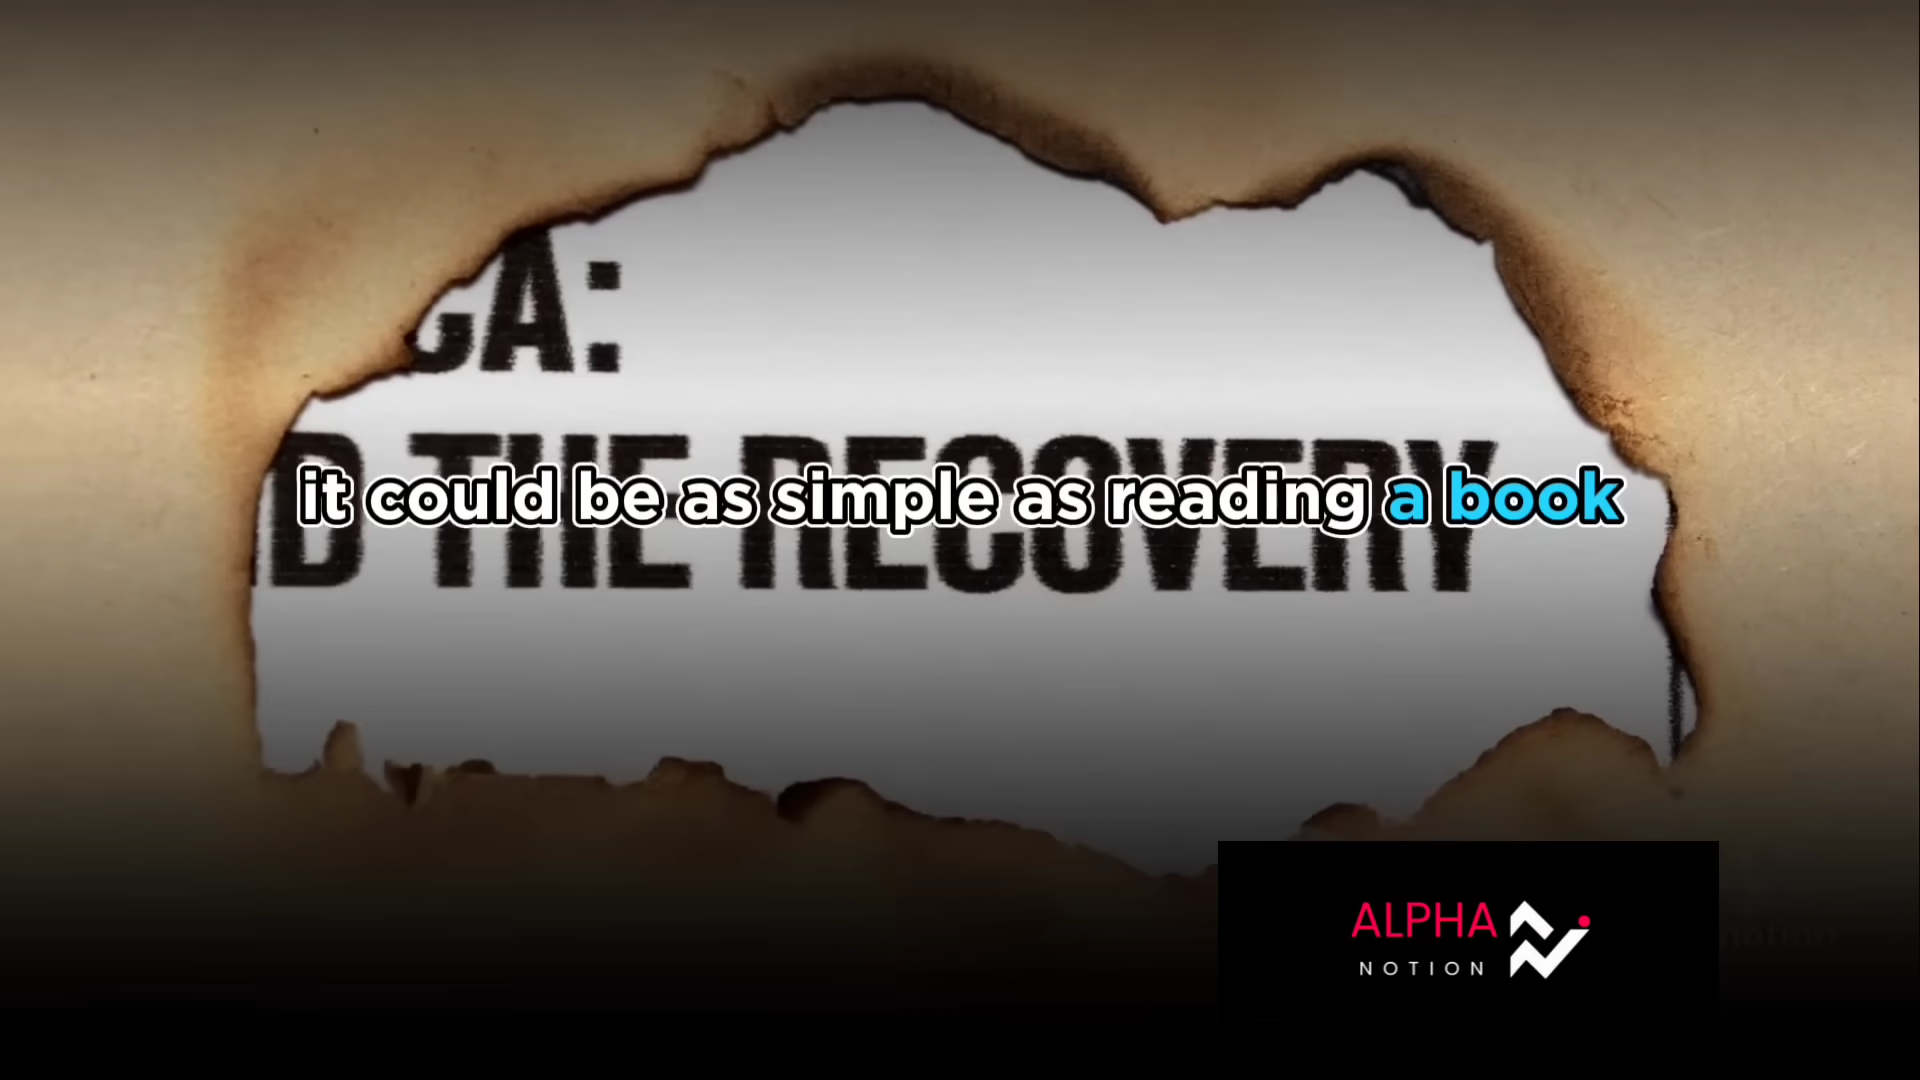 CA:
D THE RECOVERY
it could be as simple as reading a book
ALPHA
NOTION